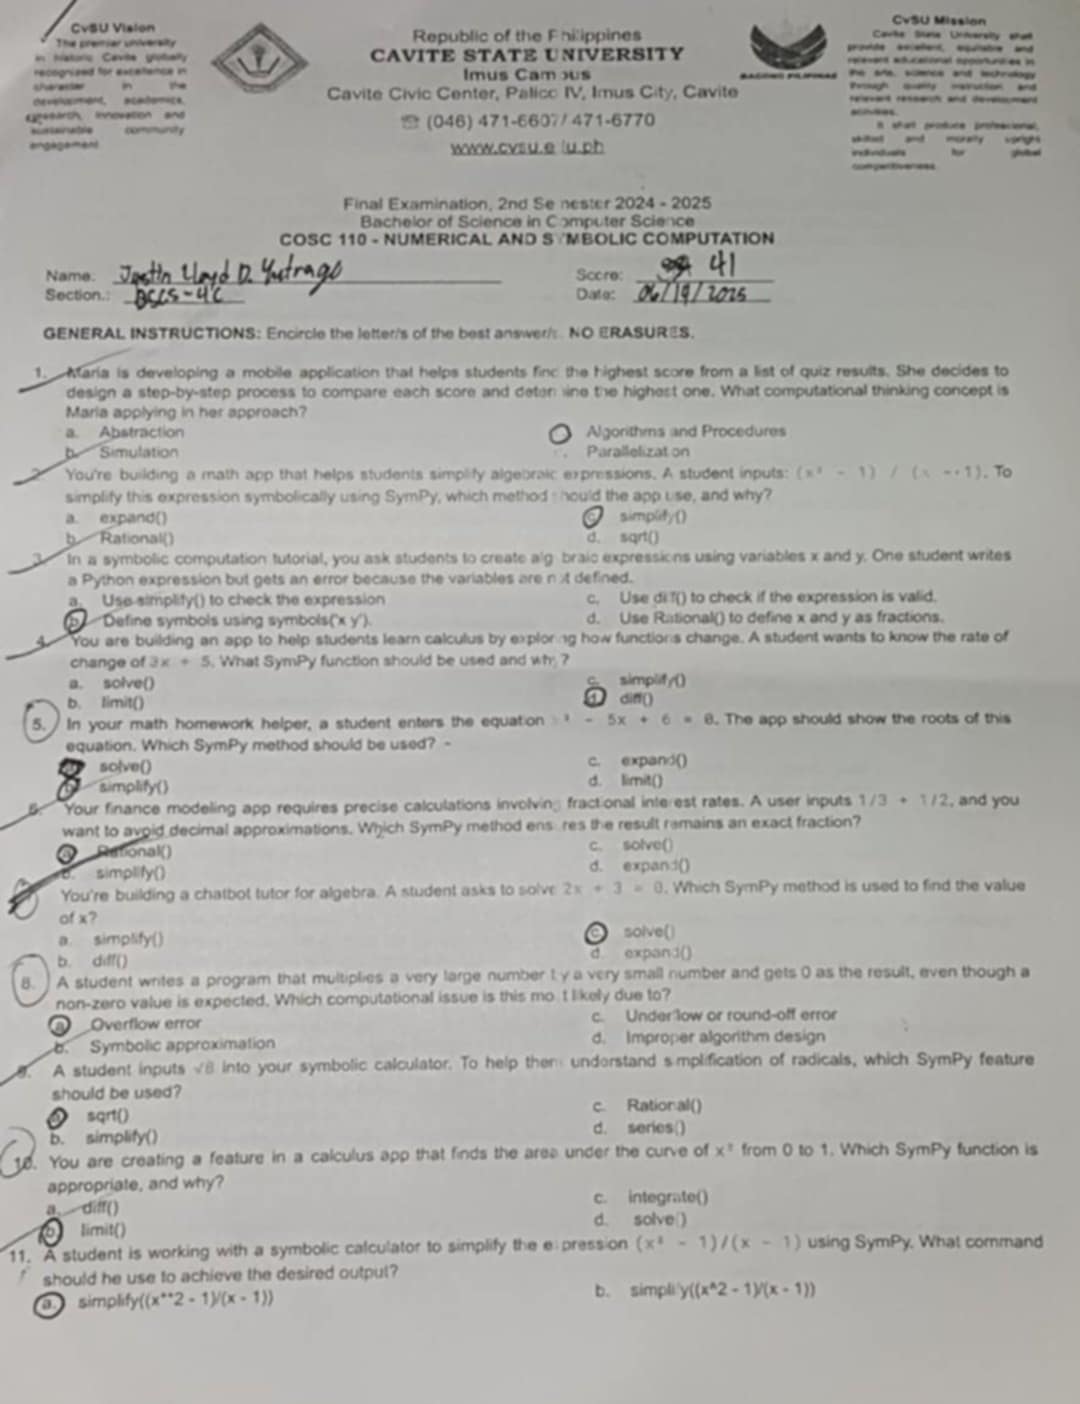 CvSU Vision
The premier university
in historic Cavite globally
recognized for excellence in
character in the
development, academics,
research, innovation and
sustainable community
engagement
Republic of the Philippines
CAVITE STATE UNIVERSITY
Imus Campus
Cavite Civic Center, Palico IV, Imus City, Cavite
☎ (046) 471-6607/ 471-6770
www.cvsu.edu.ph
BAGONG PILIPINAS
CvSU Mission
Cavite State University shall
provide excellent, equitable and
relevant educational opportunities in
the arts, science and technology
through quality instruction and
relevant research and development
activities.
It shall produce professional,
skilled and morally upright
individuals for global
competitiveness.
Final Examination, 2nd Semester 2024 - 2025
Bachelor of Science in Computer Science
COSC 110 - NUMERICAL AND SYMBOLIC COMPUTATION
Name: Justin Lloyd D. Yutrago
Score: 41
Section.: BSCS-4C
Date: 06/19/2025
GENERAL INSTRUCTIONS: Encircle the letter/s of the best answer/s. NO ERASURES.
1. Maria is developing a mobile application that helps students find the highest score from a list of quiz results. She decides to
design a step-by-step process to compare each score and determine the highest one. What computational thinking concept is
Maria applying in her approach?
a. Abstraction
Algorithms and Procedures
b. Simulation
Parallelization
2. You're building a math app that helps students simplify algebraic expressions. A student inputs: (x² - 1) / (x - 1). To
simplify this expression symbolically using SymPy, which method should the app use, and why?
a. expand()
c. simplify()
b. Rational()
d. sqrt()
3. In a symbolic computation tutorial, you ask students to create algebraic expressions using variables x and y. One student writes
a Python expression but gets an error because the variables are not defined.
a. Use simplify() to check the expression
c. Use diff() to check if the expression is valid.
b. Define symbols using symbols('x y').
d. Use Rational() to define x and y as fractions.
4. You are building an app to help students learn calculus by exploring how functions change. A student wants to know the rate of
change of 3x + 5. What SymPy function should be used and why?
a. solve()
c. simplify()
b. limit()
d. diff()
5. In your math homework helper, a student enters the equation x² - 5x + 6 = 0. The app should show the roots of this
equation. Which SymPy method should be used?
a. solve()
c. expand()
b. simplify()
d. limit()
6. Your finance modeling app requires precise calculations involving fractional interest rates. A user inputs 1/3 + 1/2, and you
want to avoid decimal approximations. Which SymPy method ensures the result remains an exact fraction?
a. Rational()
c. solve()
b. simplify()
d. expand()
You're building a chatbot tutor for algebra. A student asks to solve 2x + 3 = 0. Which SymPy method is used to find the value
of x?
a. simplify()
c. solve()
b. diff()
d. expand()
8. A student writes a program that multiplies a very large number by a very small number and gets 0 as the result, even though a
non-zero value is expected. Which computational issue is this most likely due to?
a. Overflow error
c. Underflow or round-off error
b. Symbolic approximation
d. Improper algorithm design
9. A student inputs √8 into your symbolic calculator. To help them understand simplification of radicals, which SymPy feature
should be used?
a. sqrt()
c. Rational()
b. simplify()
d. series()
10. You are creating a feature in a calculus app that finds the area under the curve of x² from 0 to 1. Which SymPy function is
appropriate, and why?
a. diff()
c. integrate()
b. limit()
d. solve()
11. A student is working with a symbolic calculator to simplify the expression (x² - 1)/(x - 1) using SymPy. What command
should he use to achieve the desired output?
a. simplify((x**2 - 1)/(x - 1))
b. simplify((x^2 - 1)/(x - 1))